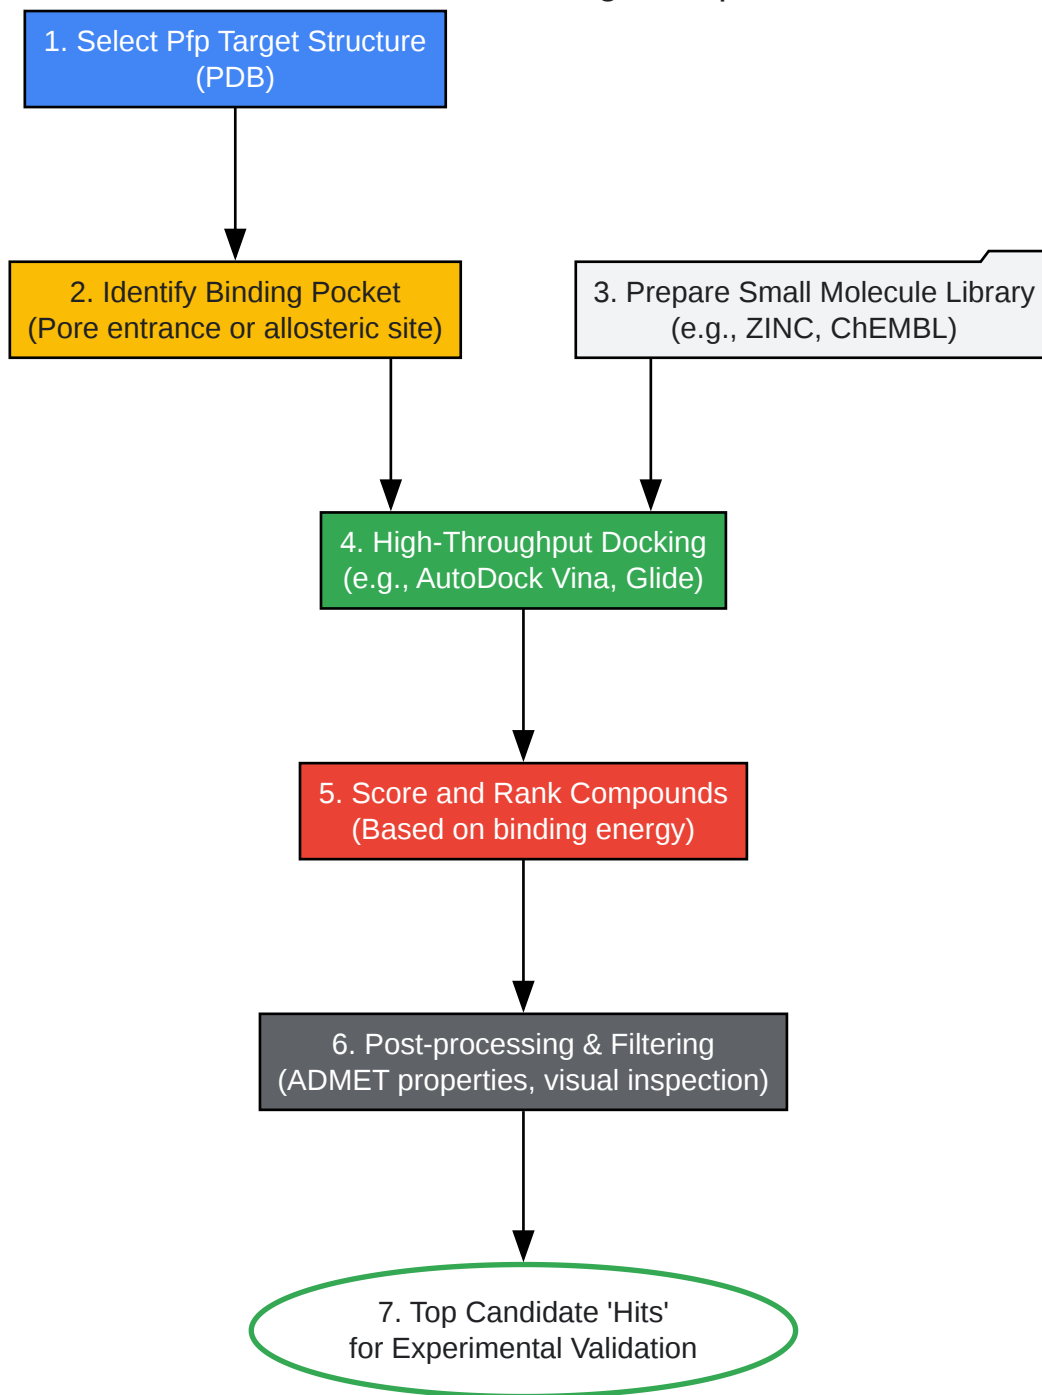 1. Select Pfp Target Structure
(PDB)
2. Identify Binding Pocket
(Pore entrance or allosteric site)
3. Prepare Small Molecule Library
(e.g., ZINC, ChEMBL)
4. High-Throughput Docking
(e.g., AutoDock Vina, Glide)
5. Score and Rank Compounds
(Based on binding energy)
6. Post-processing & Filtering
(ADMET properties, visual inspection)
7. Top Candidate 'Hits'
for Experimental Validation